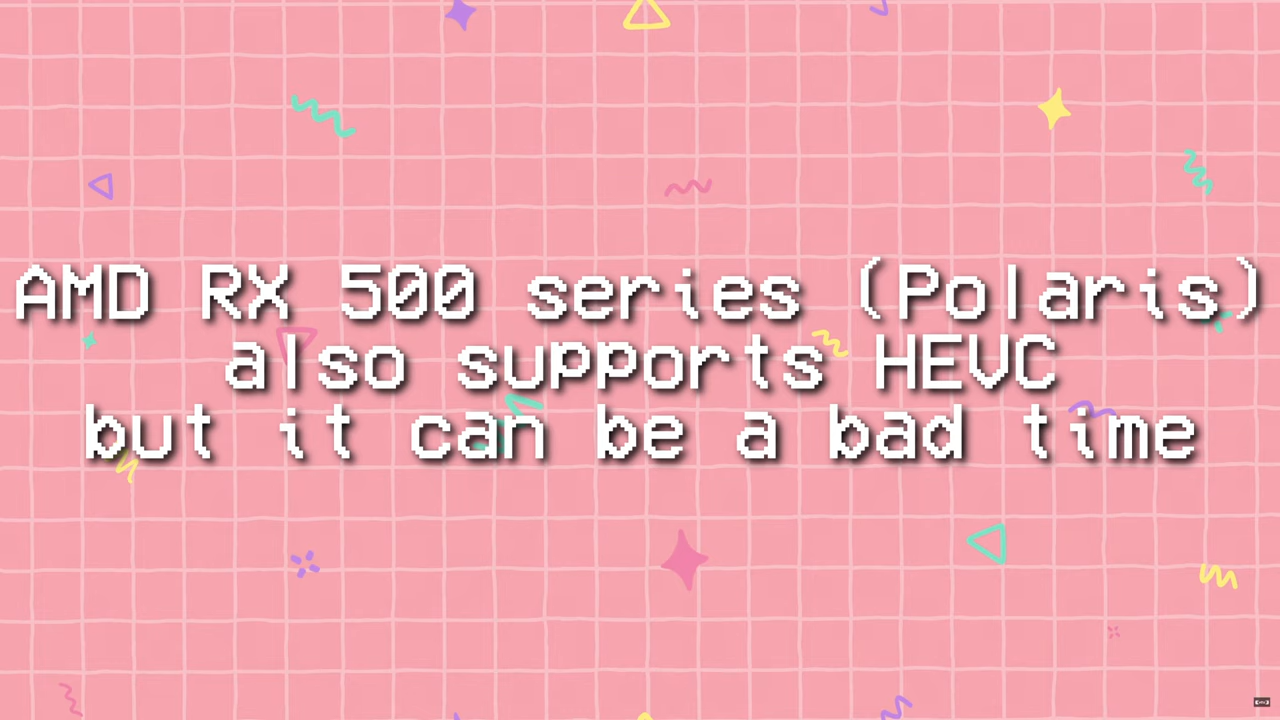 AMD RX 500 series (Polaris)
also supports HEVC
but it can be a bad time